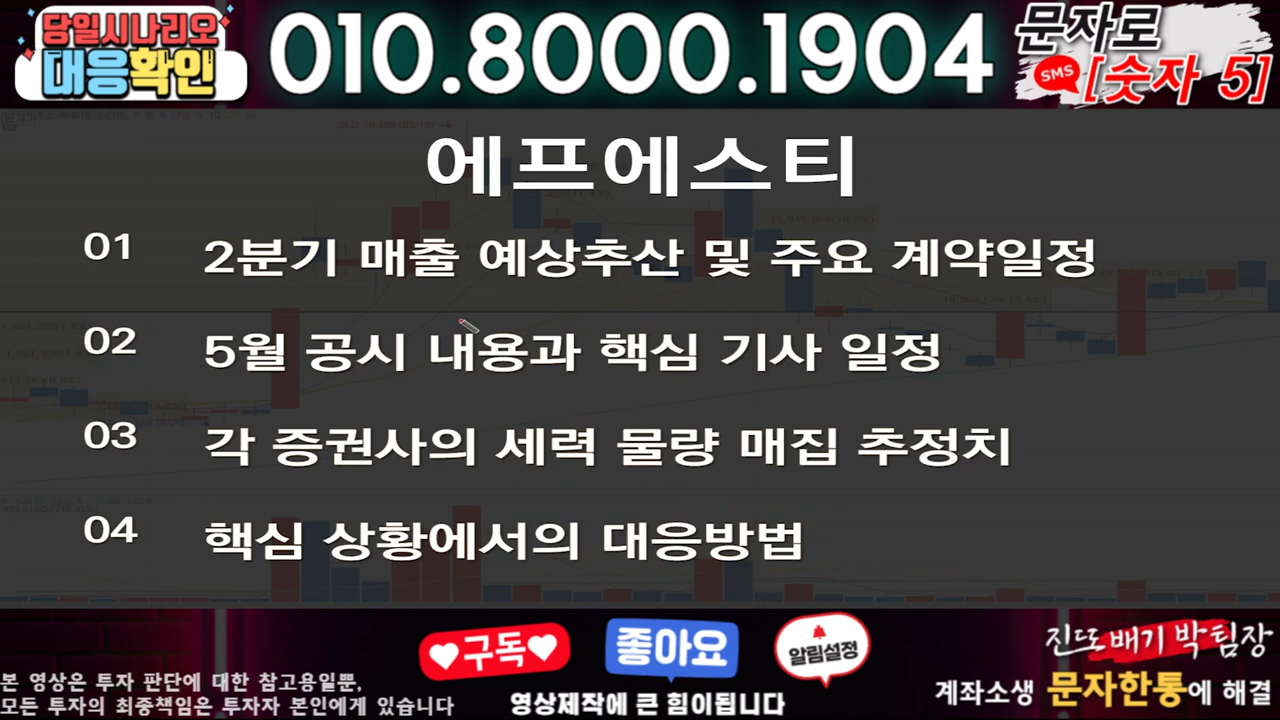 당일시나리오
대응확인
010.8000.1904
문자로
SMS
[숫자 5]
에프에스티
01 2분기 매출 예상추산 및 주요 계약일정
02 5월 공시 내용과 핵심 기사 일정
03 각 증권사의 세력 물량 매집 추정치
04 핵심 상황에서의 대응방법
구독
좋아요
알림설정
영상제작에 큰 힘이됩니다
본 영상은 투자 판단에 대한 참고용일뿐,
모든 투자의 최종책임은 투자자 본인에게 있습니다
진또배기 박팀장
계좌소생 문자한통에 해결